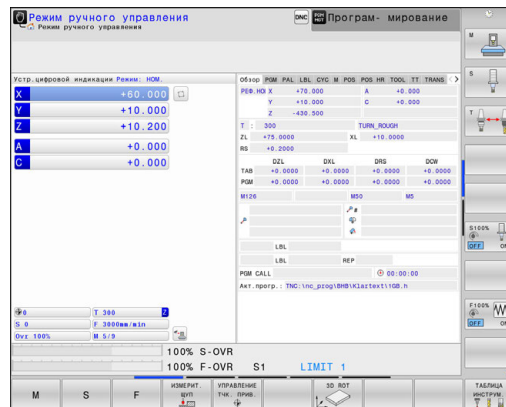 Режим ручного управления
Режим ручного управления
DNC
PGM MGT
Програм- мирование
Устр.цифровой индикации Режим: НОМ.
X +60.000
Y +10.000
Z +10.200
A +0.000
C +0.000
Обзор PGM PAL LBL CYC M POS POS HR TOOL TT TRANS
РЕФ.НО X +70.000 A +0.000
Y +10.000 C +0.000
Z -430.500
T : 300 TURN_ROUGH
ZL +75.0000 XL +10.0000
RS +0.2000
DZL DXL DRS DCW
TAB +0.0000 +0.0000 +0.0000 +0.0000
PGM +0.0000 +0.0000 +0.0000 +0.0000
M126 M50 M5
#
LBL
LBL REP
PGM CALL 00:00:00
Акт.прогр.: TNC:\nc_prog\BHB\Klartext\1GB.h
0 T 300 Z
S 0 F 3000mm/min
Ovr 100% M 5/9
100% S-OVR
100% F-OVR S1 LIMIT 1
M
S
T
S100%
OFF ON
F100%
OFF ON
M S F
ИЗМЕРИТ. ЩУП
УПРАВЛЕНИЕ ТЧК. ПРИВ.
3D ROT
ТАБЛИЦА ИНСТРУМ.